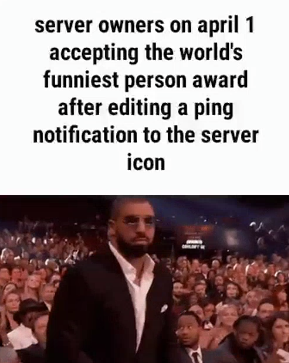 server owners on april 1
accepting the world's
funniest person award
after editing a ping
notification to the server
icon